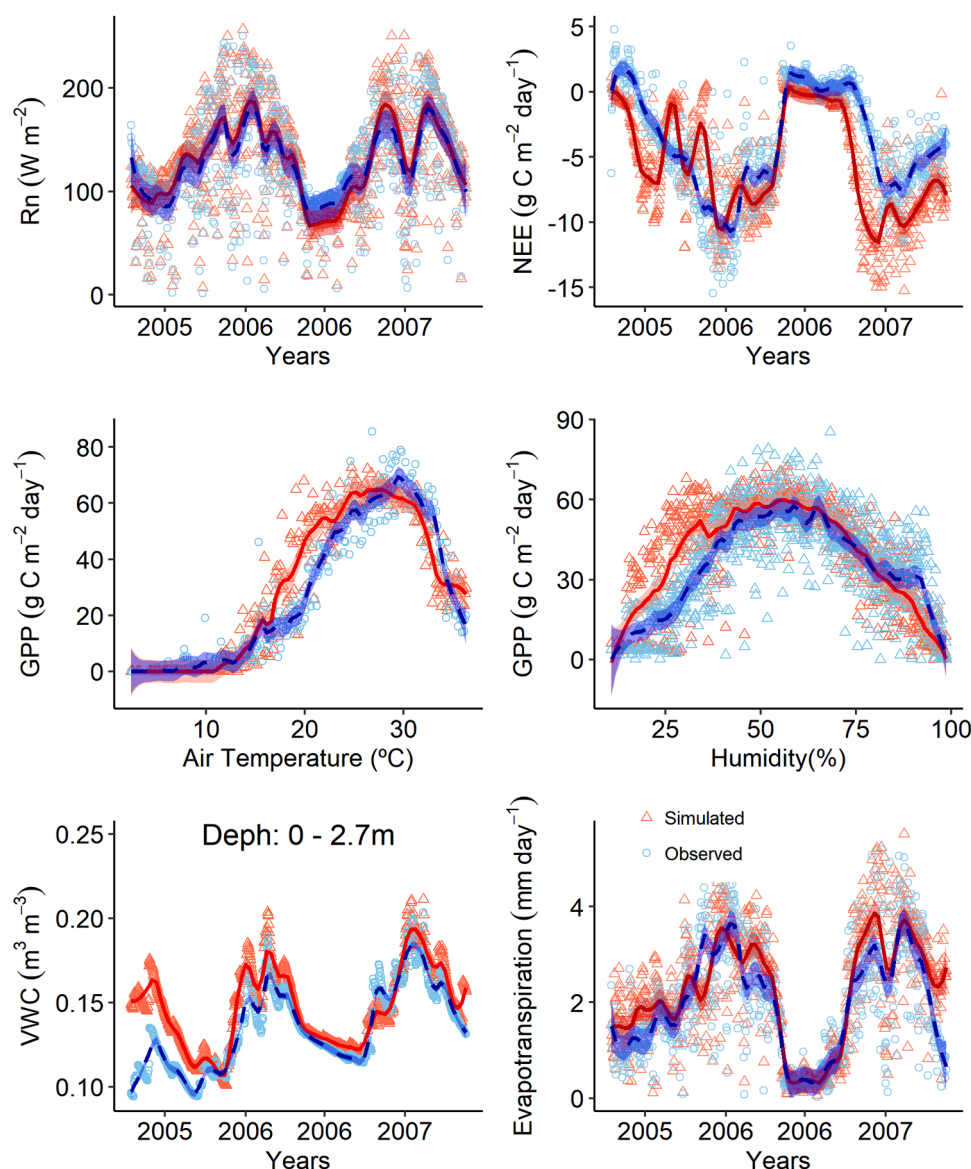 Rn (W m⁻²)
200
100
0
2005 2006 2006 2007
Years
NEE (g C m⁻² day⁻¹)
5
0
-5
-10
-15
2005 2006 2006 2007
Years
GPP (g C m⁻² day⁻¹)
80
60
40
20
0
10 20 30
Air Temperature (ºC)
GPP (g C m⁻² day⁻¹)
90
60
30
0
25 50 75 100
Humidity(%)
VWC (m³ m⁻³)
0.25
0.20
0.15
0.10
Deph: 0 - 2.7m
2005 2006 2006 2007
Years
Evapotranspiration (mm day⁻¹)
4
2
0
Simulated
Observed
2005 2006 2006 2007
Years